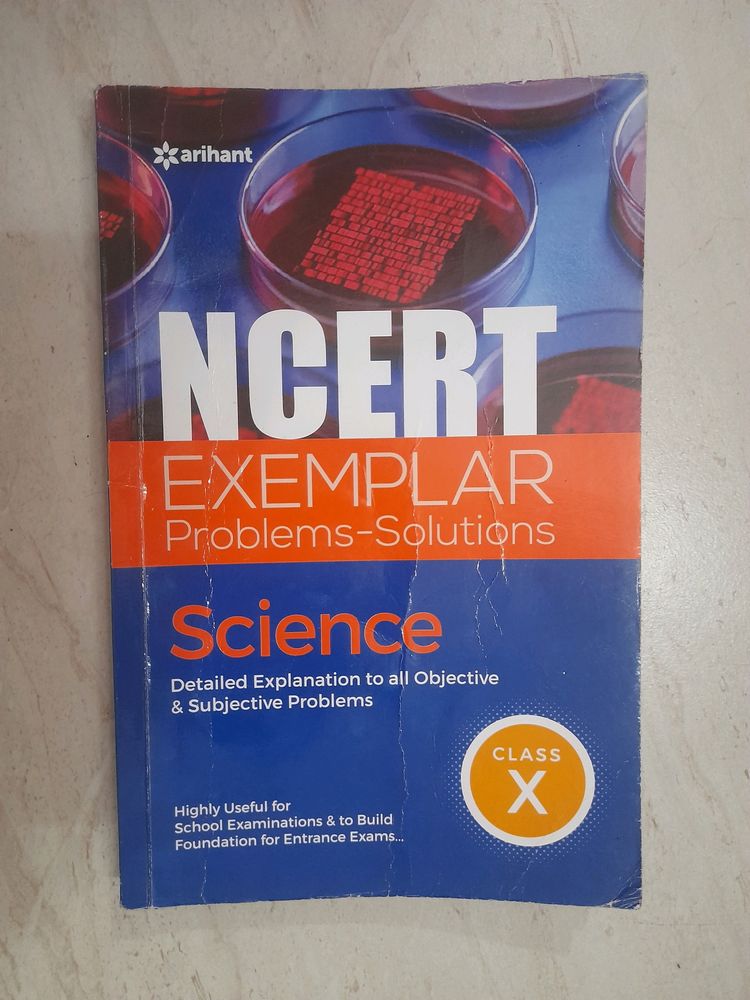 arihant
NCERT
EXEMPLAR
Problems-Solutions
Science
Detailed Explanation to all Objective
& Subjective Problems
CLASS
X
Highly Useful for
School Examinations & to Build
Foundation for Entrance Exams...